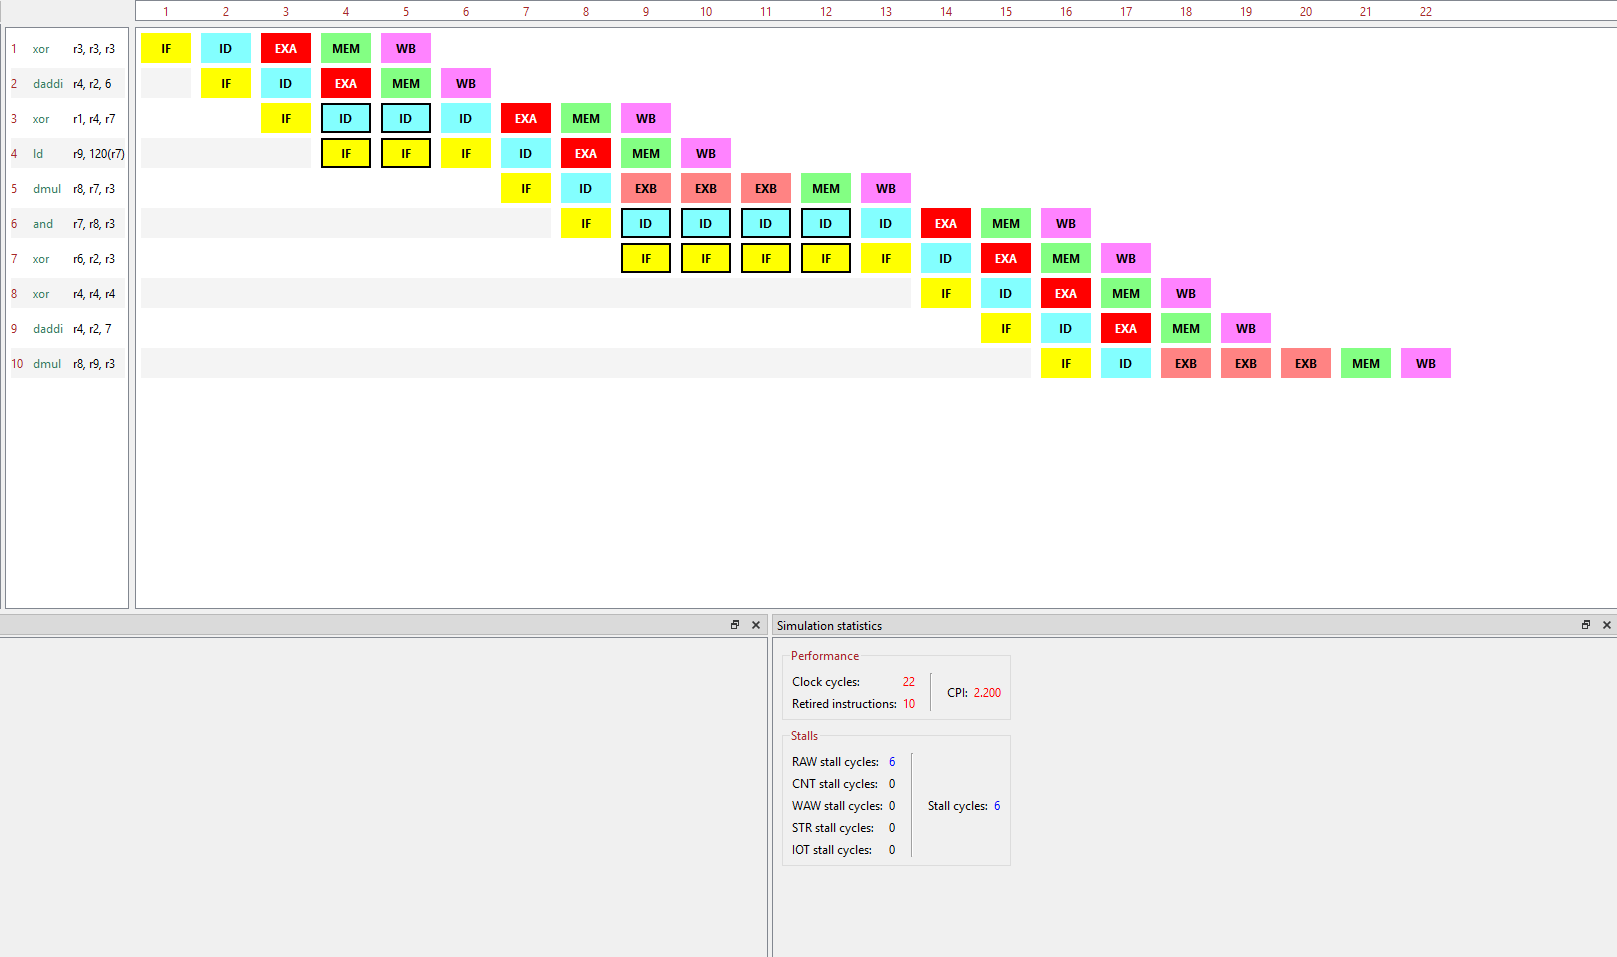 1 2 3 4 5 6 7 8 9 10 11 12 13 14 15 16 17 18 19 20 21 22
1 xor r3, r3, r3 IF ID EXA MEM WB
2 daddi r4, r2, 6 IF ID EXA MEM WB
3 xor r1, r4, r7 IF ID ID ID EXA MEM WB
4 ld r9, 120(r7) IF IF IF ID EXA MEM WB
5 dmul r8, r7, r3 IF ID EXB EXB EXB MEM WB
6 and r7, r8, r3 IF ID ID ID ID ID EXA MEM WB
7 xor r6, r2, r3 IF IF IF IF IF ID EXA MEM WB
8 xor r4, r4, r4 IF ID EXA MEM WB
9 daddi r4, r2, 7 IF ID EXA MEM WB
10 dmul r8, r9, r3 IF ID EXB EXB EXB MEM WB
Simulation statistics
Performance
Clock cycles: 22
CPI: 2.200
Retired instructions: 10
Stalls
RAW stall cycles: 6
CNT stall cycles: 0
WAW stall cycles: 0 Stall cycles: 6
STR stall cycles: 0
IOT stall cycles: 0